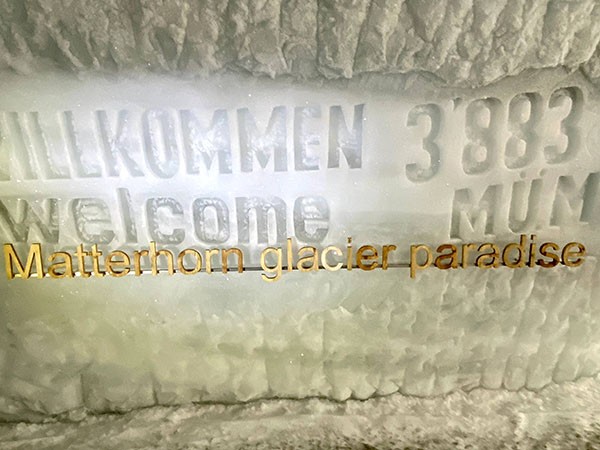 ILLKOMMEN 3'883
welcome MÜM
Matterhorn glacier paradise